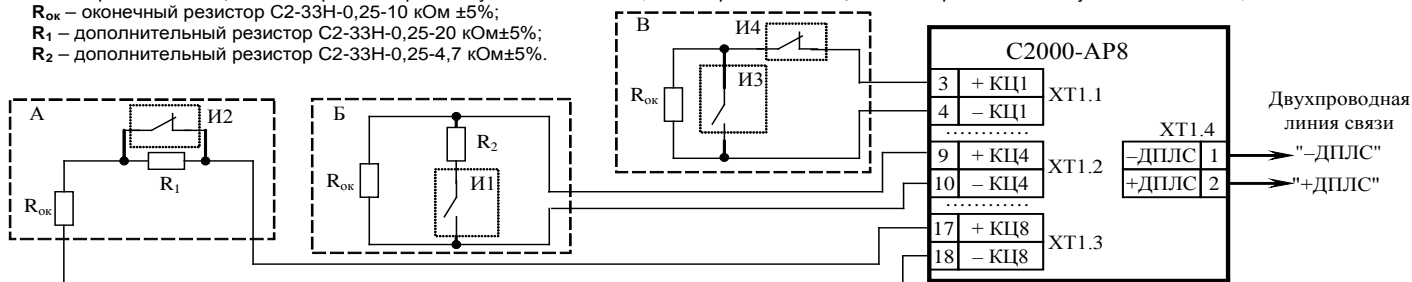 Rок – оконечный резистор С2-33Н-0,25-10 кОм ±5%;
R1 – дополнительный резистор С2-33Н-0,25-20 кОм±5%;
R2 – дополнительный резистор С2-33Н-0,25-4,7 кОм±5%.
А
И2
R1
Rок
Б
R2
Rок
И1
В
И4
Rок
И3
С2000-АР8
3 + КЦ1
4 – КЦ1
XT1.1
9 + КЦ4
10 – КЦ4
XT1.2
17 + КЦ8
18 – КЦ8
XT1.3
XT1.4
–ДПЛС 1
+ДПЛС 2
Двухпроводная
линия связи
"–ДПЛС"
"+ДПЛС"